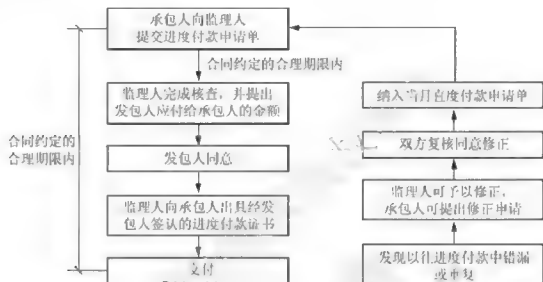 承包人向监理人
提交进度付款申请单
合同约定的合理期限内
监理人完成核查，并提出
发包人应付给承包人的金额
合同约定的
合理期限内
发包人同意
监理人向承包人出具经发
包人签认的进度付款证书
支付
纳入当月进度付款申请单
双方复核同意修正
监理人可予以修正，
承包人可提出修正申请
发现以往进度付款中错漏
或重复